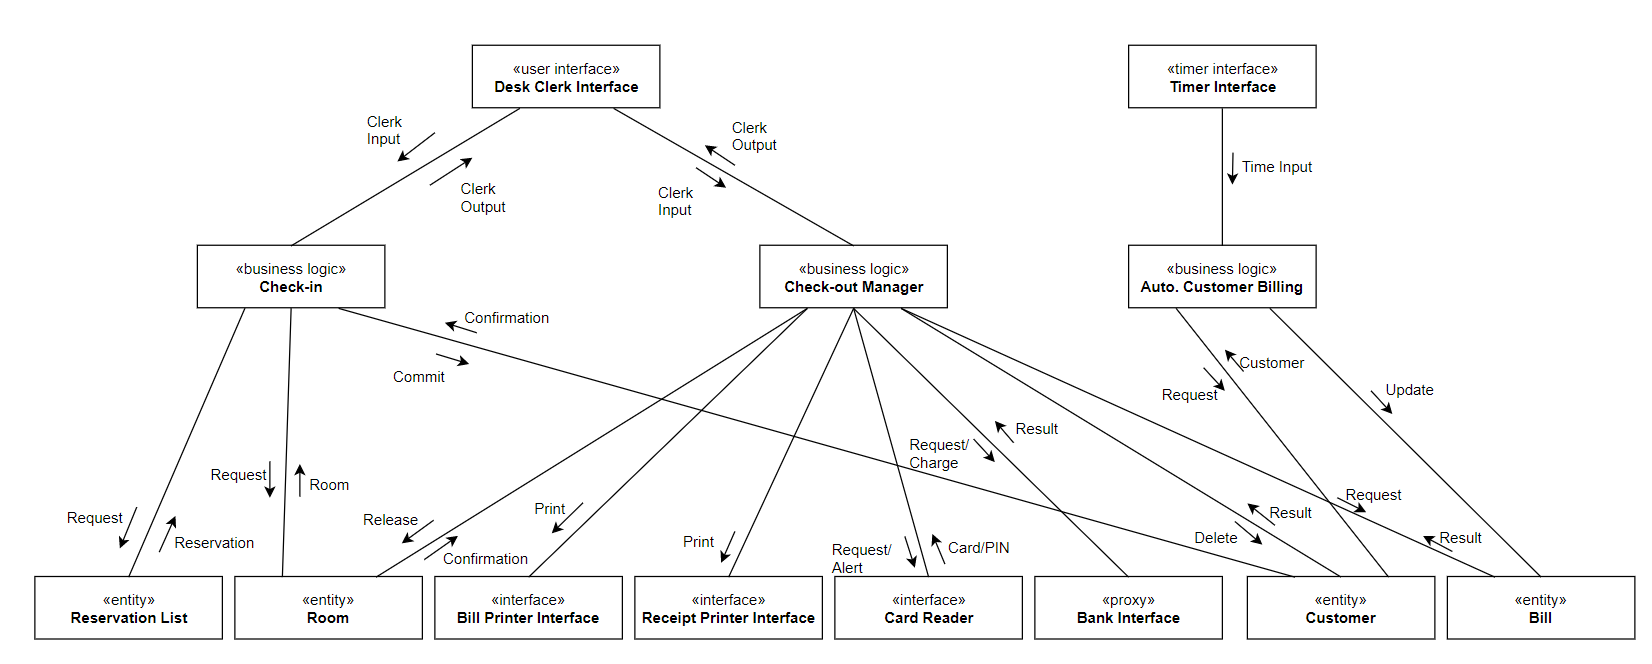 «user interface»
Desk Clerk Interface
«timer interface»
Timer Interface
Clerk
Input
Clerk
Output
Clerk
Output
Clerk
Input
Time Input
«business logic»
Check-in
«business logic»
Check-out Manager
«business logic»
Auto. Customer Billing
Confirmation
Commit
Customer
Request
Update
Request/
Charge
Result
Request
Room
Request
Reservation
Release
Confirmation
Print
Print
Request/
Alert
Card/PIN
Delete
Result
Request
Result
«entity»
Reservation List
«entity»
Room
«interface»
Bill Printer Interface
«interface»
Receipt Printer Interface
«interface»
Card Reader
«proxy»
Bank Interface
«entity»
Customer
«entity»
Bill